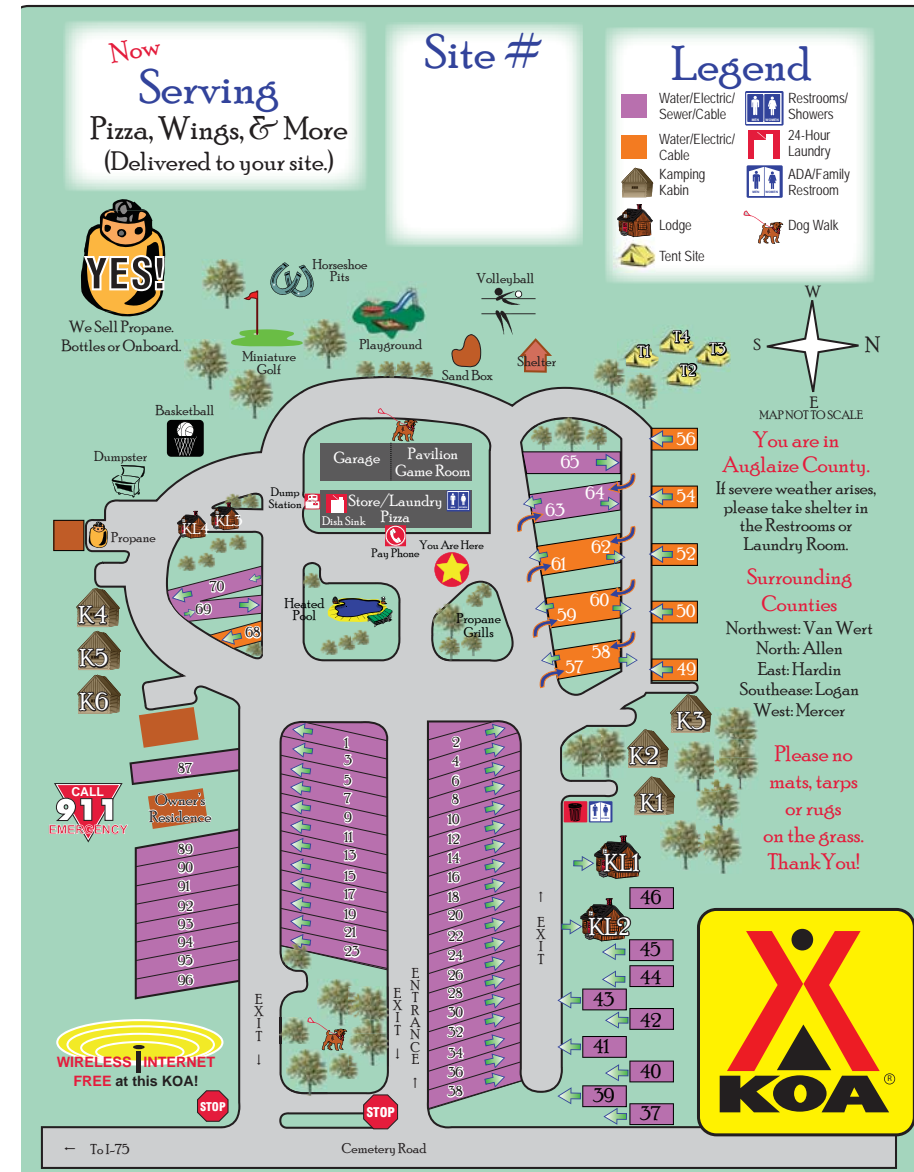 Now
Serving
Pizza, Wings, & More
(Delivered to your site.)
Site #
Legend
Water/Electric/
Sewer/Cable
Restrooms/
Showers
Water/Electric/
Cable
24-Hour
Laundry
Kamping
Kabin
ADA/Family
Restroom
Lodge
Dog Walk
Tent Site
YES!
We Sell Propane.
Bottles or Onboard.
Horseshoe
Pits
Miniature
Golf
Playground
Volleyball
Sand Box
Shelter
T1
T4
T3
T2
W
S
N
E
MAP NOT TO SCALE
Basketball
Dumpster
Propane
Garage
Pavilion
Game Room
Dump
Station
Store/Laundry
Pizza
Dish Sink
Pay Phone
You Are Here
Heated
Pool
Propane
Grills
KL4
KL3
70
69
68
K4
K5
K6
65
64
63
62
61
60
59
58
57
56
54
52
50
49
You are in
Auglaize County.
If severe weather arises,
please take shelter in
the Restrooms or
Laundry Room.
Surrounding
Counties
Northwest: Van Wert
North: Allen
East: Hardin
Southease: Logan
West: Mercer
Please no
mats, tarps
or rugs
on the grass.
Thank You!
K3
K2
K1
KL1
KL2
87
CALL
911
EMERGENCY
Owner's
Residence
89
90
91
92
93
94
95
96
1
3
5
7
9
11
13
15
17
19
21
23
2
4
6
8
10
12
14
16
18
20
22
24
26
28
30
32
34
36
38
46
45
44
43
42
41
40
39
37
EXIT ↓
EXIT ↓
ENTRANCE ↑
↑ EXIT
WIRELESS INTERNET
FREE at this KOA!
STOP
STOP
KOA®
← To I-75
Cemetery Road